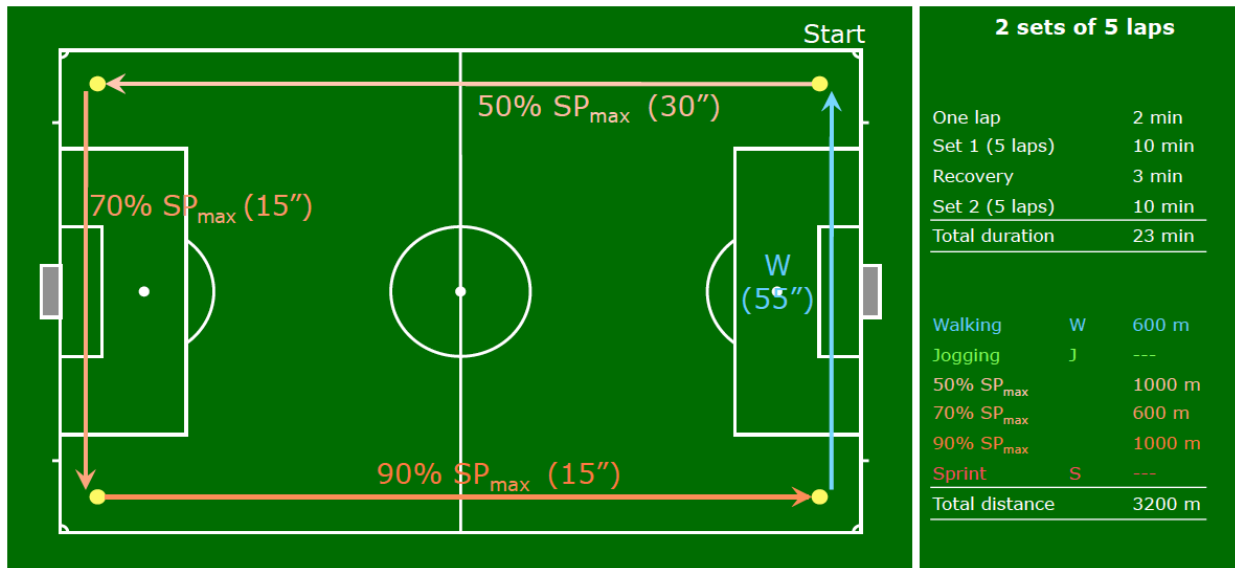 Start
50% SPmax (30”)
70% SPmax (15”)
W
(55”)
90% SPmax (15”)
2 sets of 5 laps
One lap 2 min
Set 1 (5 laps) 10 min
Recovery 3 min
Set 2 (5 laps) 10 min
Total duration 23 min
Walking W 600 m
Jogging J ---
50% SPmax 1000 m
70% SPmax 600 m
90% SPmax 1000 m
Sprint S ---
Total distance 3200 m